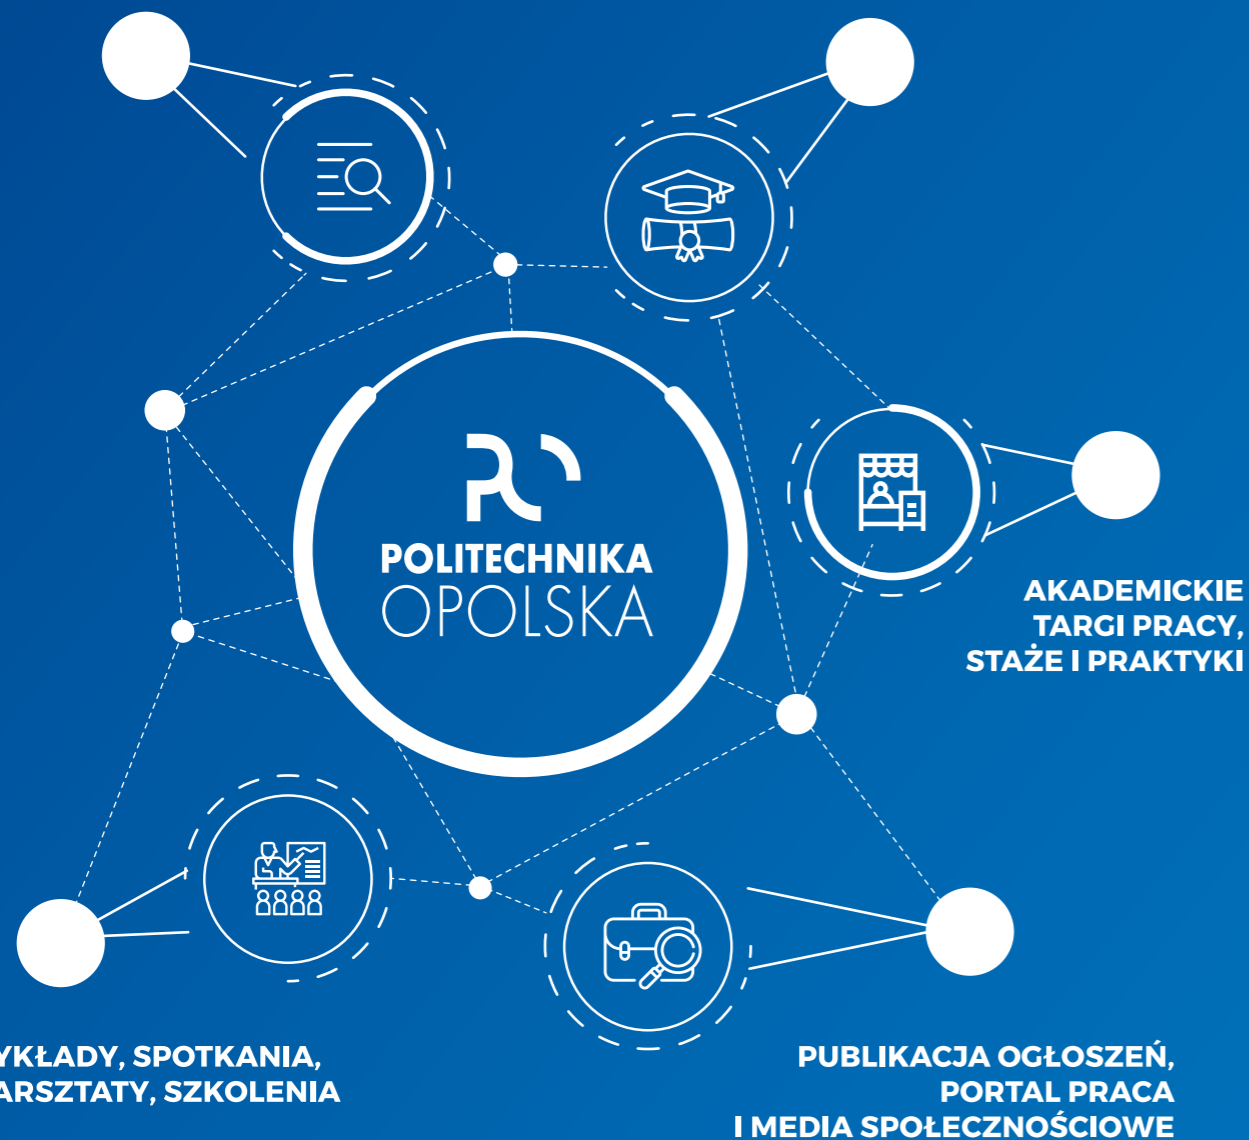 POLITECHNIKA
OPOLSKA
AKADEMICKIE
TARGI PRACY,
STAŻE I PRAKTYKI
YKŁADY, SPOTKANIA,
ARSZTATY, SZKOLENIA
PUBLIKACJA OGŁOSZEŃ,
PORTAL PRACA
I MEDIA SPOŁECZNOŚCIOWE